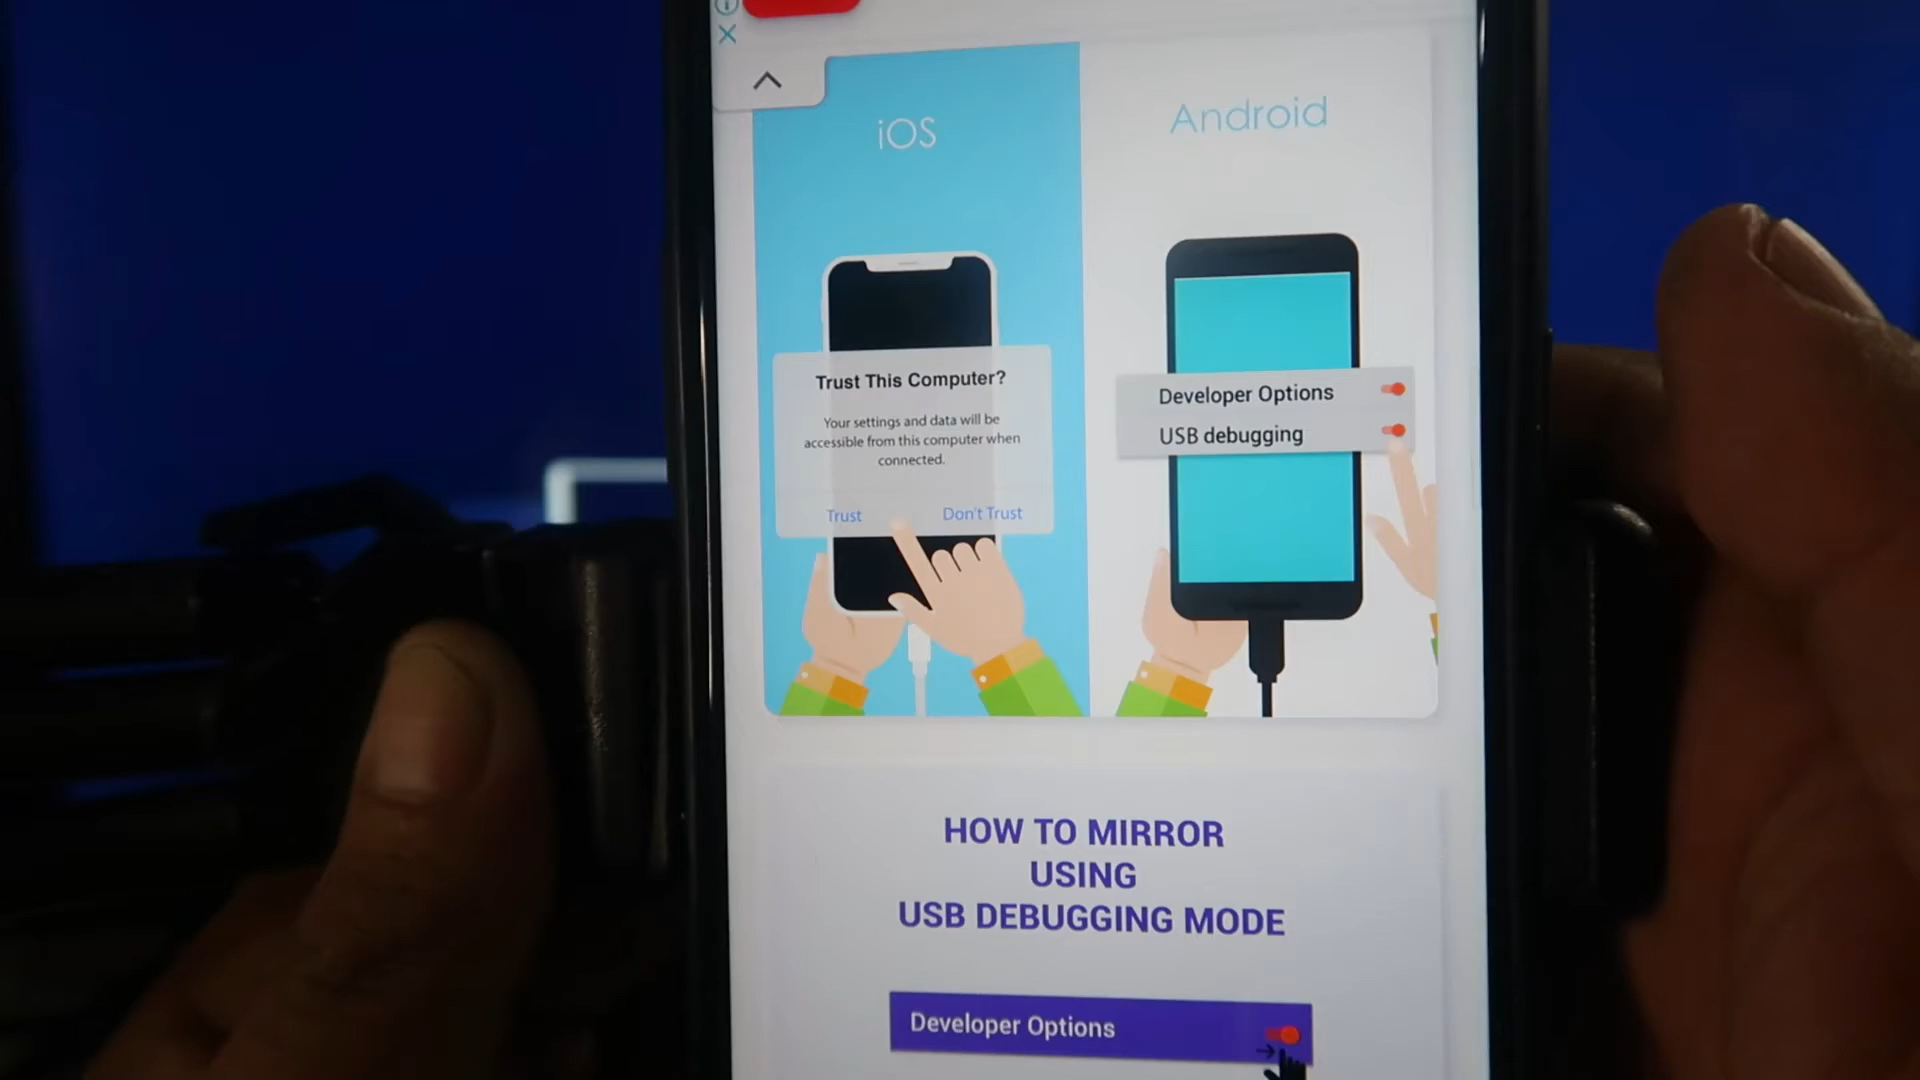 iOS
Android
Trust This Computer?
Your settings and data will be
accessible from this computer when
connected.
Trust
Don't Trust
Developer Options
USB debugging
HOW TO MIRROR
USING
USB DEBUGGING MODE
Developer Options